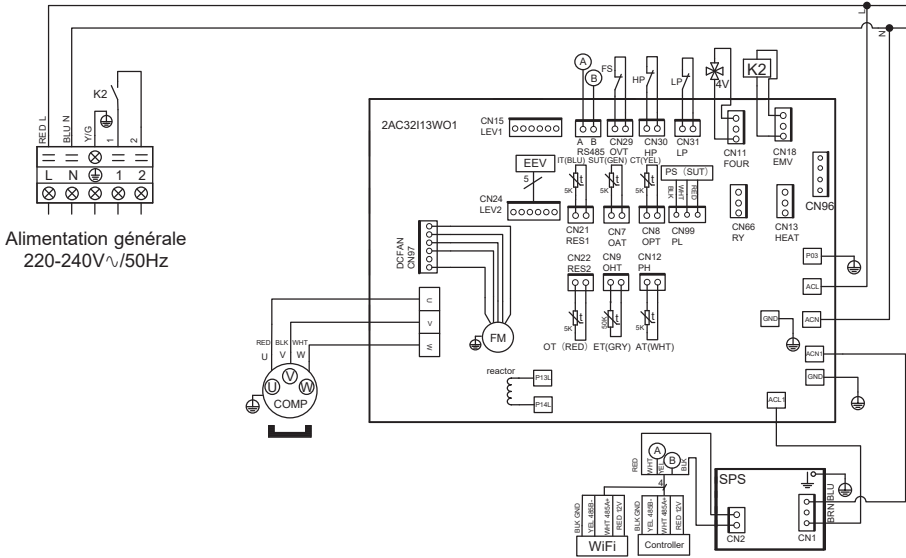 L
N
K2
RED L
BLU N
Y/G
1
2
L N 1 2
Alimentation générale
220-240V∿/50Hz
2AC32I13WO1
CN15
LEV1
A
B
A B
RS485
FS
CN29
OVT
HP
CN30
HP
LP
CN31
LP
4V
CN11
FOUR
K2
CN18
EMV
CN96
EEV
5
CN24
LEV2
IT(BLU) SUT(GEN) CT(YEL)
t
5K
CN21
RES1
t
5K
CN7
OAT
t
5K
CN8
OPT
PS (SUT)
BLK
WHT
RED
CN99
PL
CN66
RY
CN13
HEAT
DCFAN
CN97
CN22
RES2
CN9
OHT
CN12
PH
t
5K
t
50K
t
5K
OT (RED) ET(GRY) AT(WHT)
P03
ACL
GND
ACN
ACN1
GND
ACL1
U
V
W
FM
RED BLK WHT
U V W
U
V
W
COMP
reactor
P13L
P14L
RED
WHT
A
YEL
B
BLK
4
BLK GND
YEL 485B-
WHT 485A+
RED 12V
WiFi
BLK GND
YEL 485B-
WHT 485A+
RED 12V
Controller
SPS
CN2
CN1
BRN
BLU